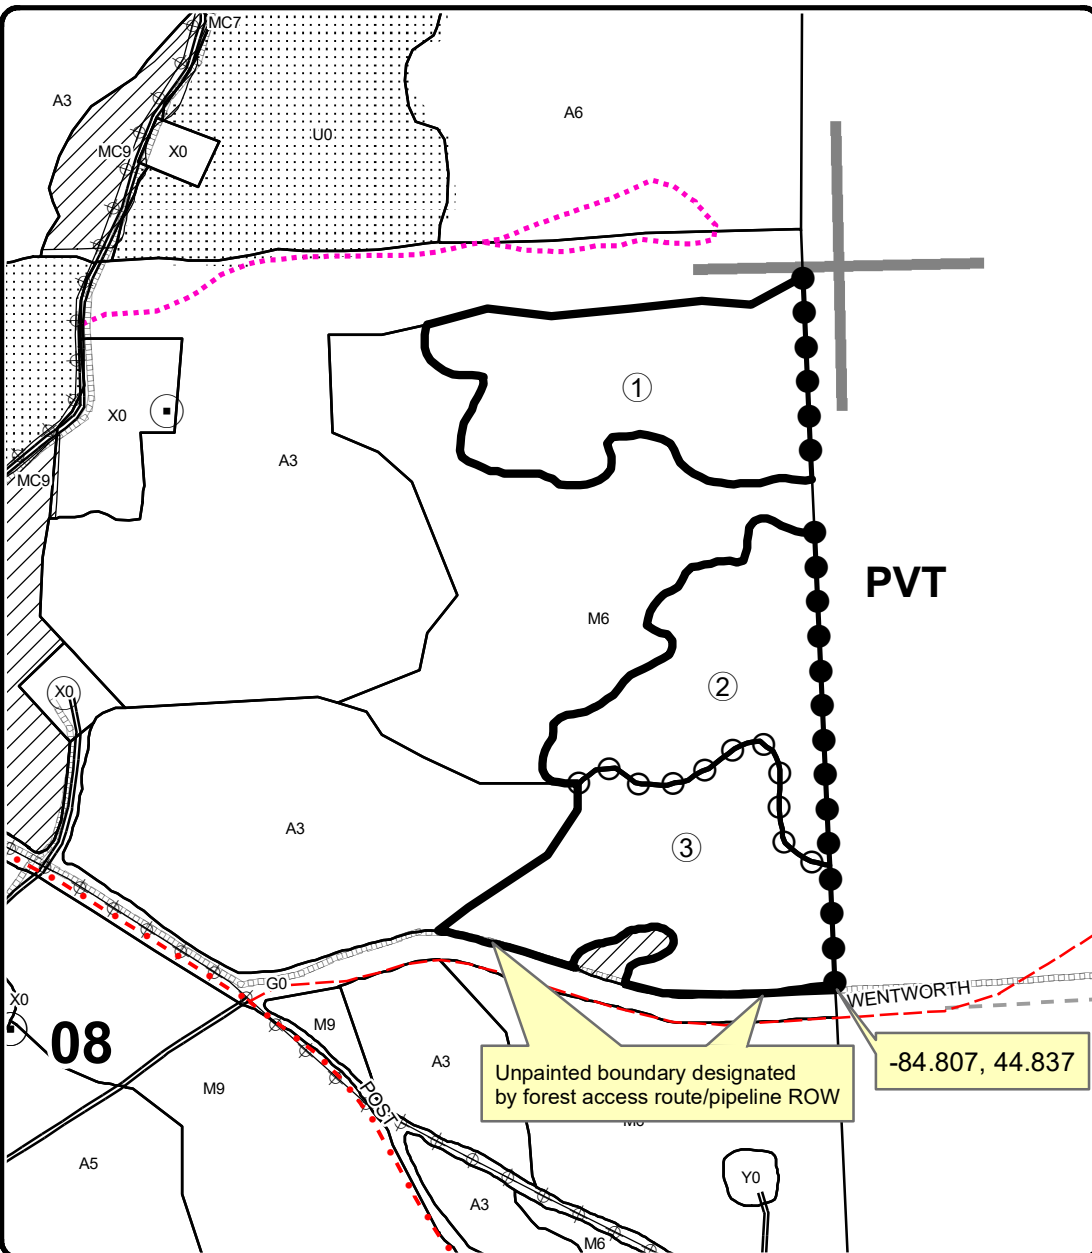 MC7
A3
A6
U0
MC9
X0
①
X0
A3
MC9
PVT
M6
X0
②
A3
③
G0
WENTWORTH
X0
M9
08
A3
-84.807, 44.837
Unpainted boundary designated
by forest access route/pipeline ROW
M9
POST
A5
Y0
A3
M6